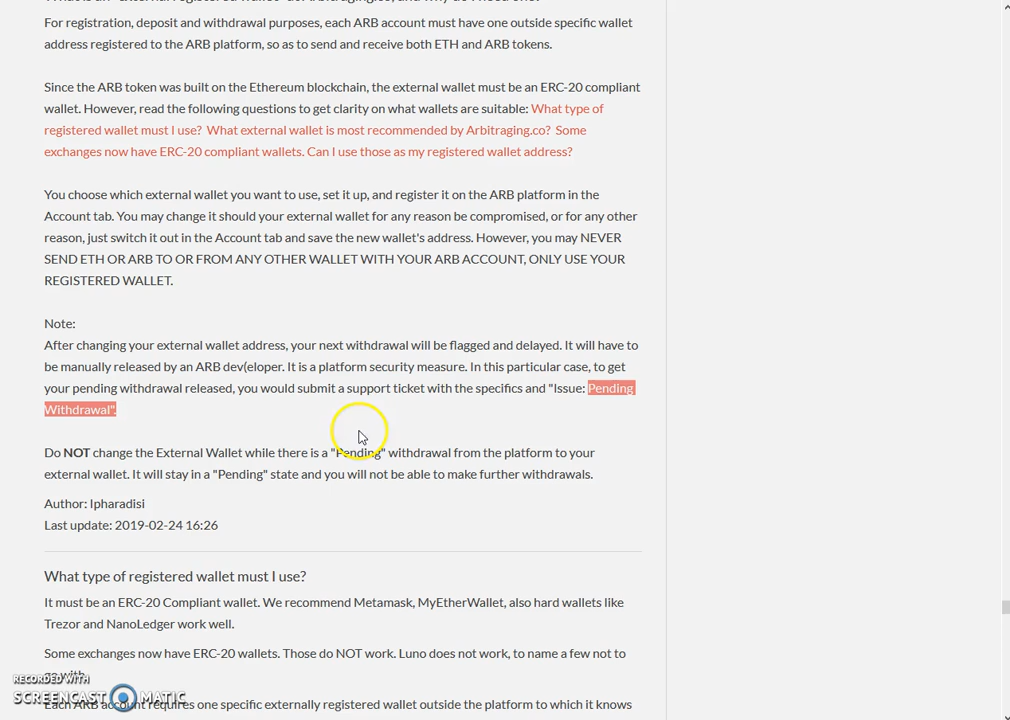 For registration, deposit and withdrawal purposes, each ARB account must have one outside specific wallet
address registered to the ARB platform, so as to send and receive both ETH and ARB tokens.
Since the ARB token was built on the Ethereum blockchain, the external wallet must be an ERC-20 compliant
wallet. However, read the following questions to get clarity on what wallets are suitable: What type of
registered wallet must I use? What external wallet is most recommended by Arbitraging.co? Some
exchanges now have ERC-20 compliant wallets. Can I use those as my registered wallet address?
You choose which external wallet you want to use, set it up, and register it on the ARB platform in the
Account tab. You may change it should your external wallet for any reason be compromised, or for any other
reason, just switch it out in the Account tab and save the new wallet's address. However, you may NEVER
SEND ETH OR ARB TO OR FROM ANY OTHER WALLET WITH YOUR ARB ACCOUNT, ONLY USE YOUR
REGISTERED WALLET.
Note:
After changing your external wallet address, your next withdrawal will be flagged and delayed. It will have to
be manually released by an ARB dev(eloper. It is a platform security measure. In this particular case, to get
your pending withdrawal released, you would submit a support ticket with the specifics and "Issue: Pending
Withdrawal".
Do NOT change the External Wallet while there is a "Pending" withdrawal from the platform to your
external wallet. It will stay in a "Pending" state and you will not be able to make further withdrawals.
Author: Ipharadisi
Last update: 2019-02-24 16:26
What type of registered wallet must I use?
It must be an ERC-20 Compliant wallet. We recommend Metamask, MyEtherWallet, also hard wallets like
Trezor and NanoLedger work well.
Some exchanges now have ERC-20 wallets. Those do NOT work. Luno does not work, to name a few not to
RECORDED WITH
SCREENCAST MATIC
Each ARB account requires one specific externally registered wallet outside the platform to which it knows